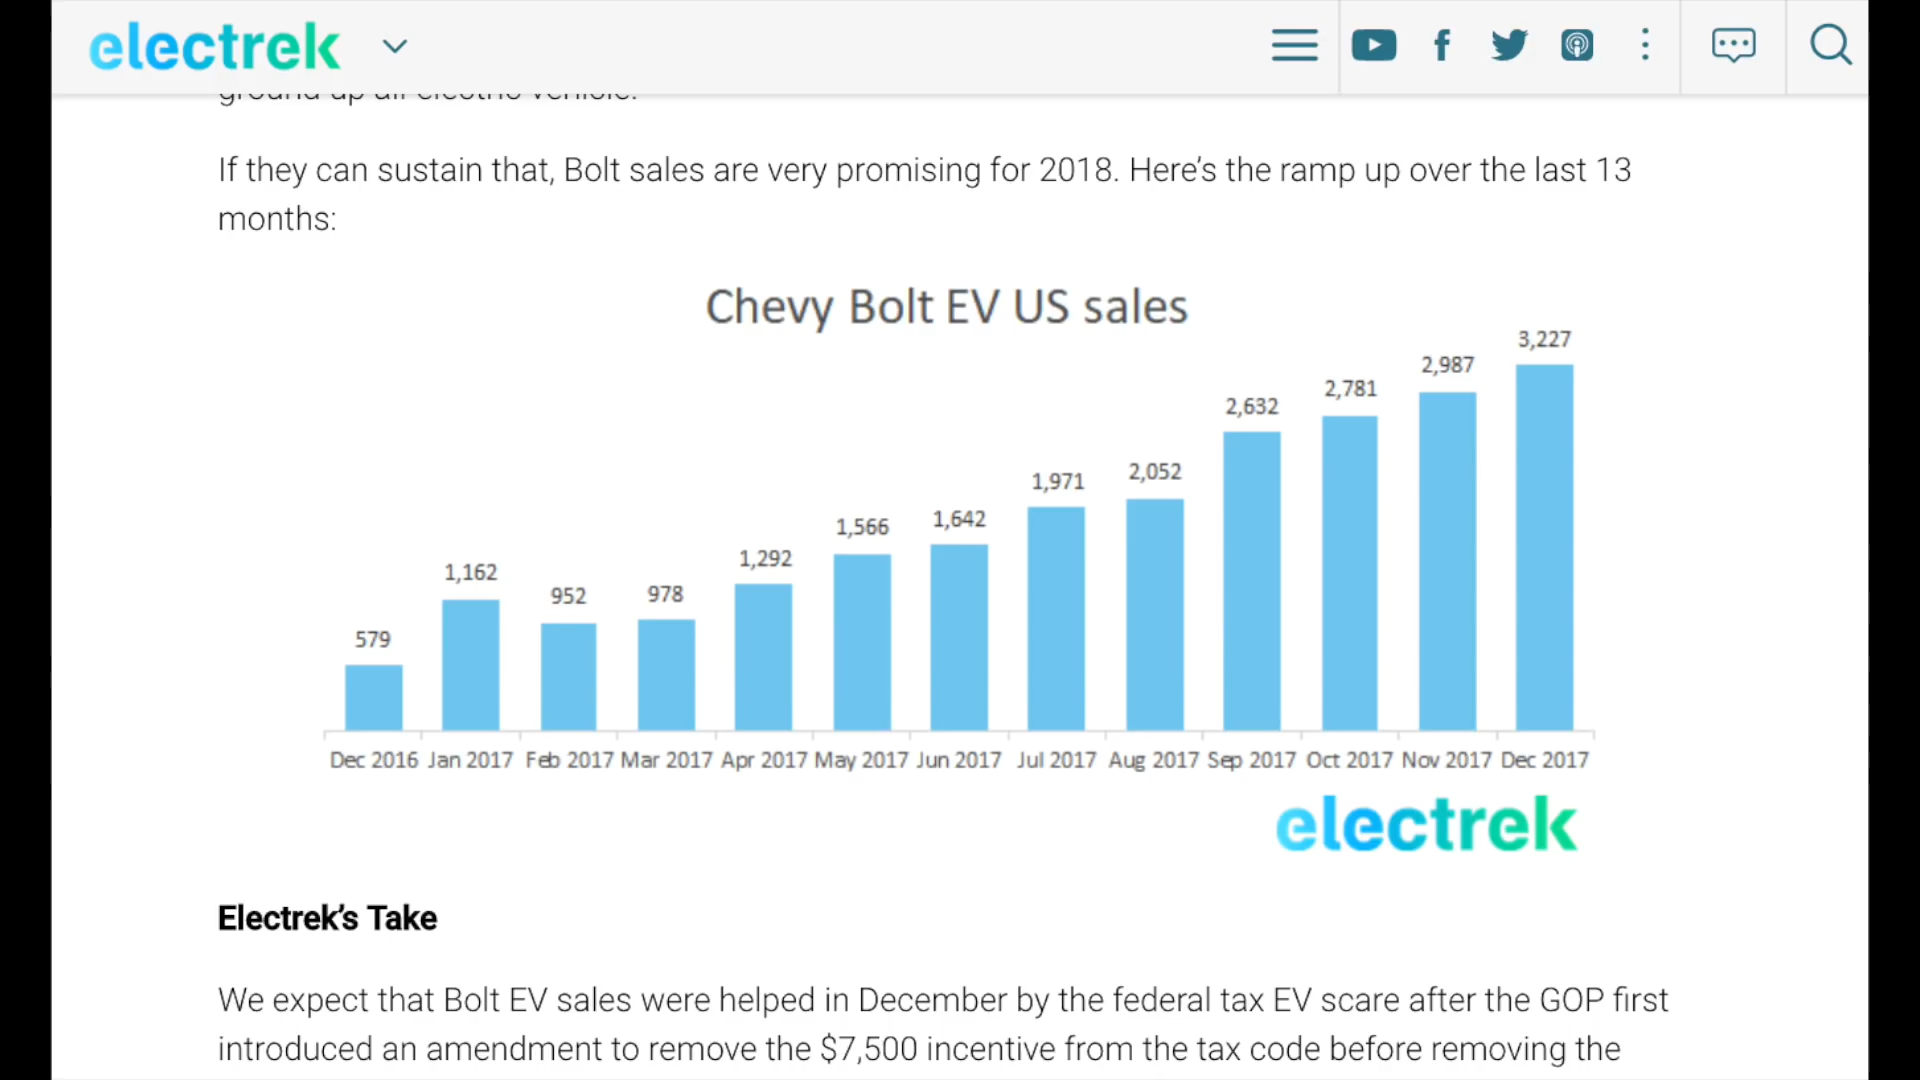 electrek
If they can sustain that, Bolt sales are very promising for 2018. Here’s the ramp up over the last 13
months:
Chevy Bolt EV US sales
579
1,162
952
978
1,292
1,566
1,642
1,971
2,052
2,632
2,781
2,987
3,227
Dec 2016 Jan 2017 Feb 2017 Mar 2017 Apr 2017 May 2017 Jun 2017 Jul 2017 Aug 2017 Sep 2017 Oct 2017 Nov 2017 Dec 2017
electrek
Electrek’s Take
We expect that Bolt EV sales were helped in December by the federal tax EV scare after the GOP first
introduced an amendment to remove the $7,500 incentive from the tax code before removing the